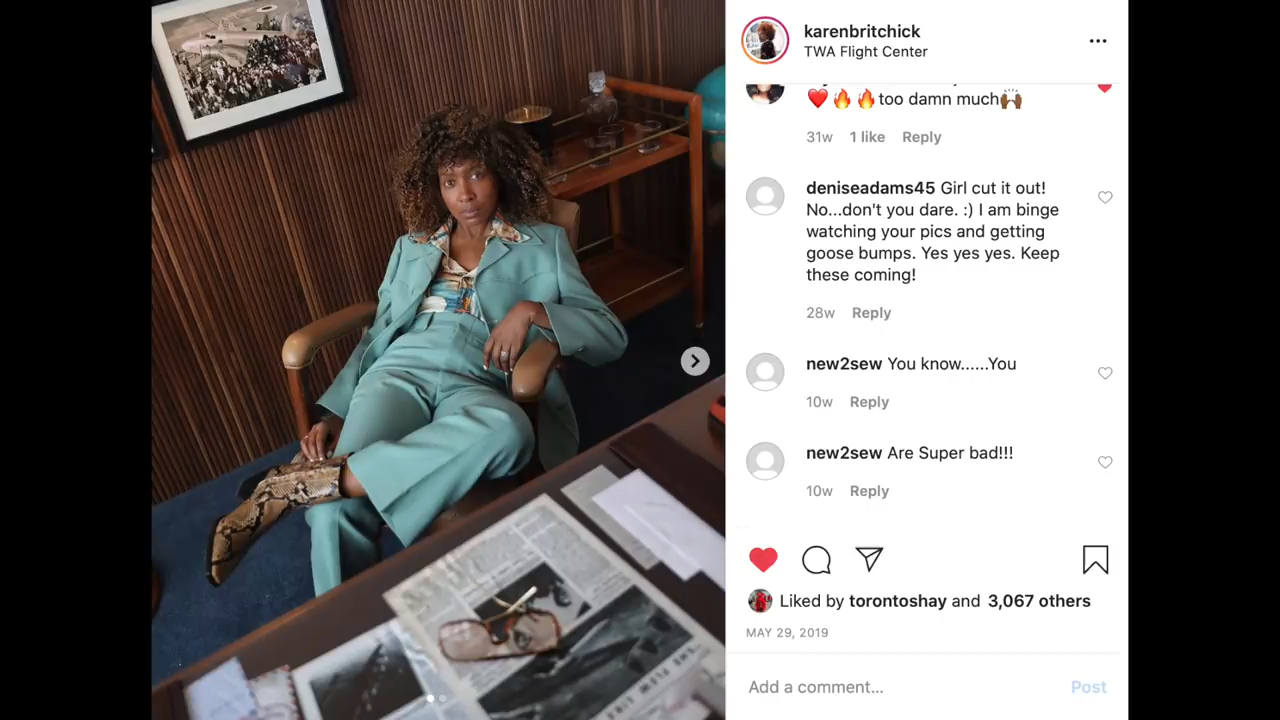 karenbritchick
TWA Flight Center
❤️🔥🔥too damn much🙌🏾
31w 1 like Reply
deniseadams45 Girl cut it out!
No...don't you dare. :) I am binge
watching your pics and getting
goose bumps. Yes yes yes. Keep
these coming!
28w Reply
new2sew You know......You
10w Reply
new2sew Are Super bad!!!
10w Reply
Liked by torontoshay and 3,067 others
MAY 29, 2019
Add a comment... Post